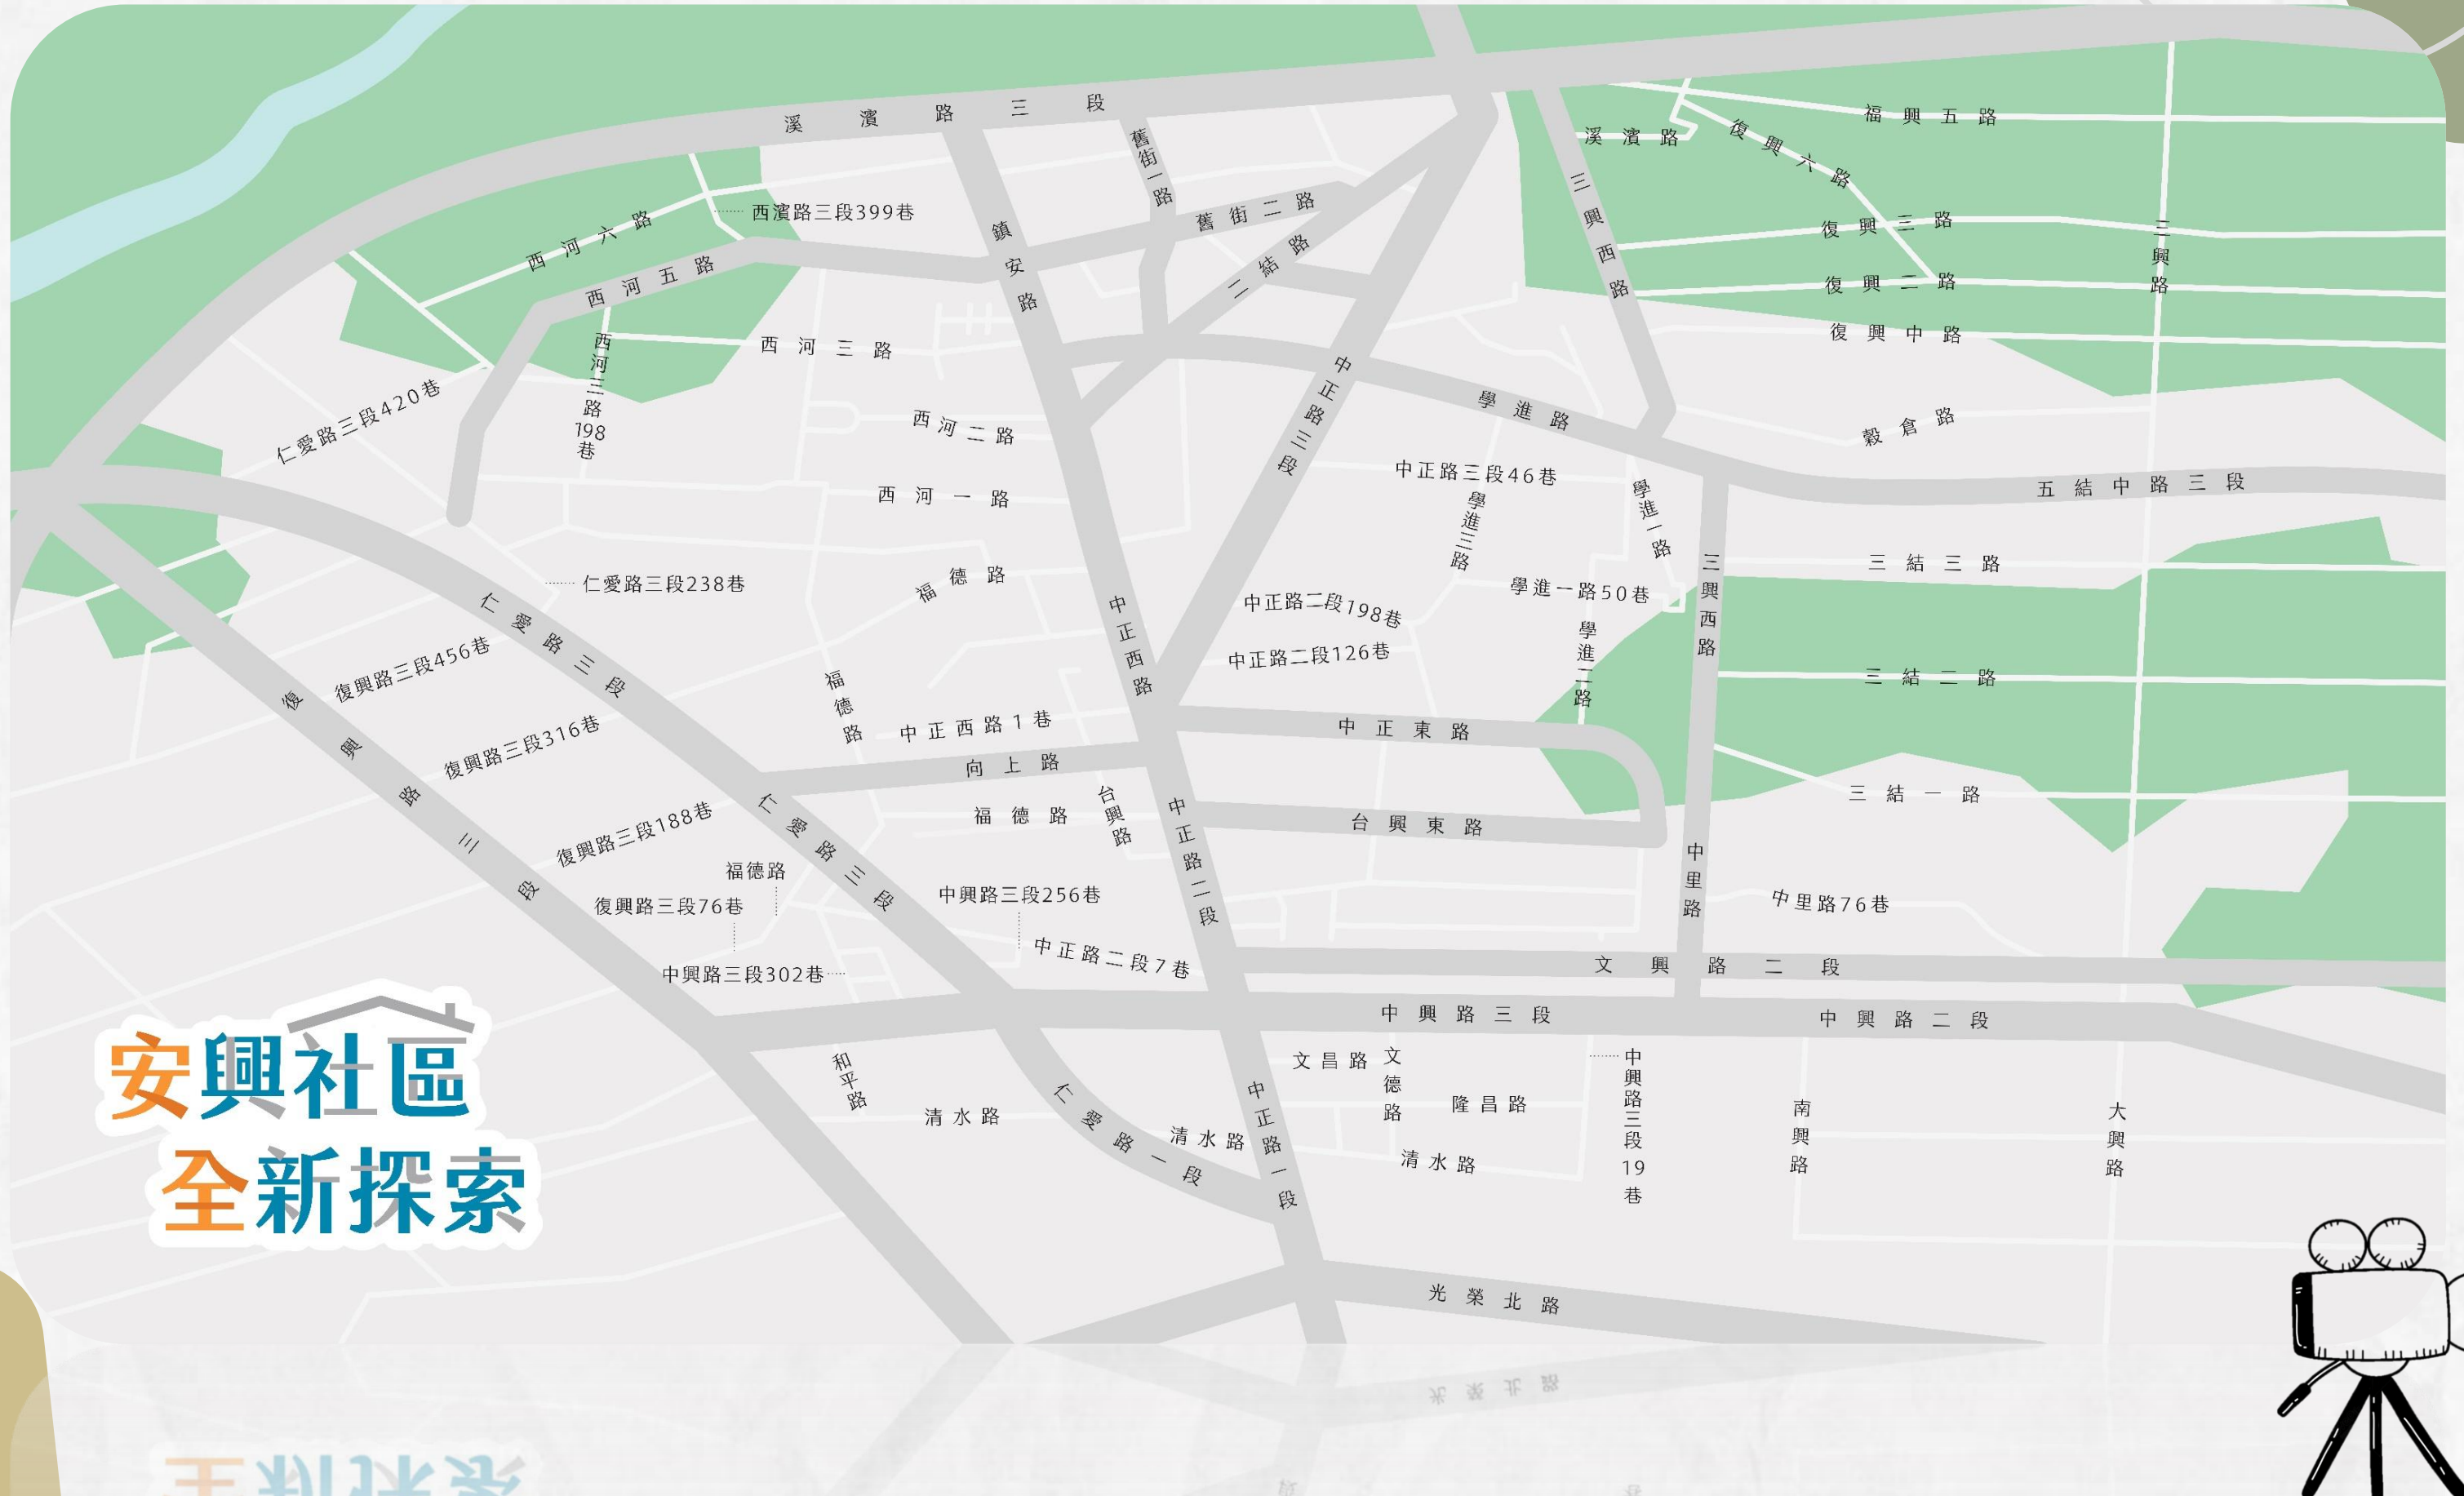 溪濱路三段
舊街一路
福興五路
溪濱路
復興六路
三興西路
西濱路三段399巷
西河六路
鎮安路
舊街二路
二結路
復興三路
三興路
西河五路
復興二路
西河三路
西河三路198巷
復興中路
仁愛路三段420巷
中正路三段
學進路
西河二路
穀倉路
中正路三段46巷
五結中路三段
西河一路
學進三路
學進一路
三結三路
仁愛路三段238巷
福德路
中正西路
中正路二段198巷
學進一路50巷
三興西路
仁愛路三段
復興路三段456巷
中正路二段126巷
學進二路
三結二路
福德路
中正西路1巷
中正東路
復興路三段
復興路三段316巷
向上路
台興路
三結一路
仁愛路三段
復興路三段188巷
福德路
中正路二段
台興東路
中里路
福德路
復興路三段76巷
中興路三段256巷
中里路76巷
中正路二段7巷
中興路三段302巷
文興路二段
中興路三段
中興路二段
安興社區
全新探索
和平路
清水路
仁愛路一段
清水路
中正路一段
文昌路
文德路
隆昌路
清水路
中興路三段19巷
南興路
大興路
光榮北路